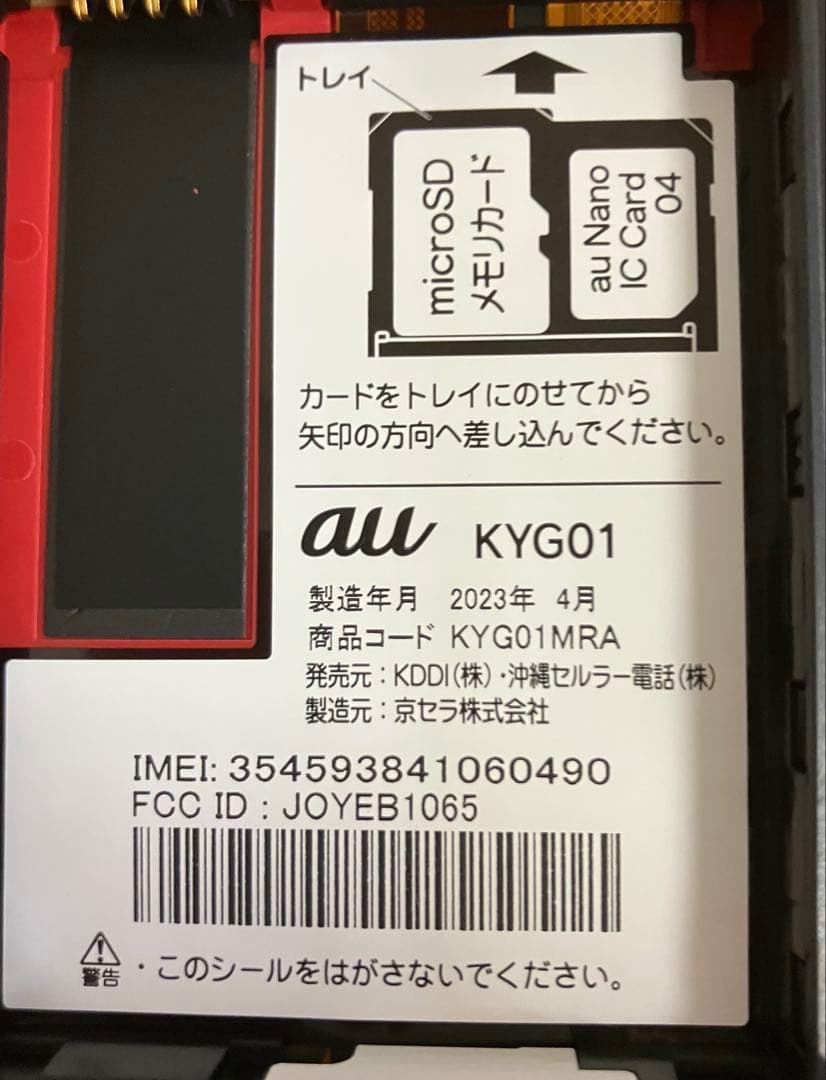 トレイ
microSD
メモリカード
au Nano
IC Card
04
カードをトレイにのせてから
矢印の方向へ差し込んでください。
au KYG01
製造年月 2023年 4月
商品コード KYG01MRA
発売元：KDDI(株)・沖縄セルラー電話(株)
製造元：京セラ株式会社
IMEI: 354593841060490
FCC ID : JOYEB1065
警告 ・このシールをはがさないでください。